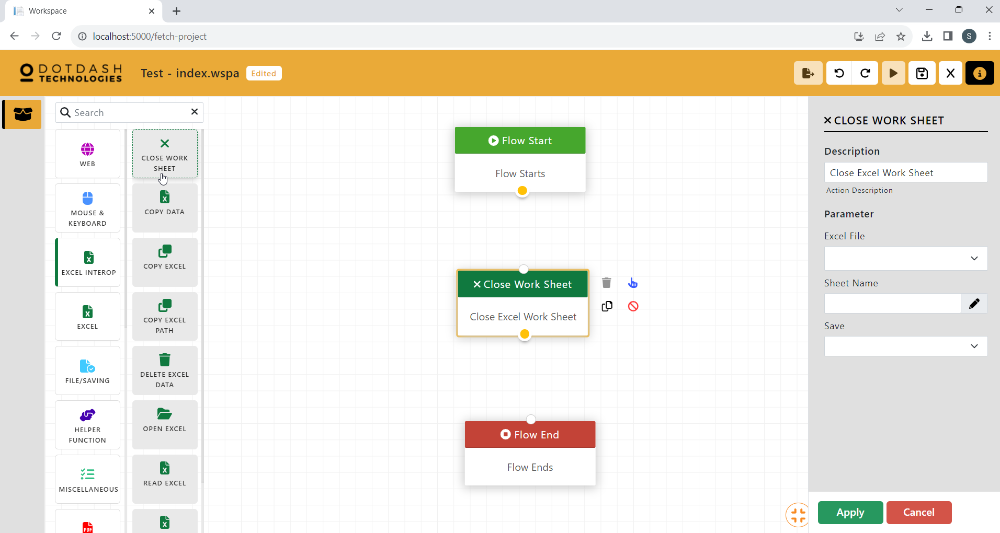 Workspace
localhost:5000/fetch-project
DOTDASH
TECHNOLOGIES
Test - index.wspa
Edited
S
Search
WEB
MOUSE &
KEYBOARD
EXCEL INTEROP
EXCEL
FILE/SAVING
HELPER
FUNCTION
MISCELLANEOUS
PDF
CLOSE WORK
SHEET
COPY DATA
COPY EXCEL
COPY EXCEL
PATH
DELETE EXCEL
DATA
OPEN EXCEL
READ EXCEL
Flow Start
Flow Starts
Close Work Sheet
Close Excel Work Sheet
Flow End
Flow Ends
CLOSE WORK SHEET
Description
Close Excel Work Sheet
Action Description
Parameter
Excel File
Sheet Name
Save
Apply
Cancel